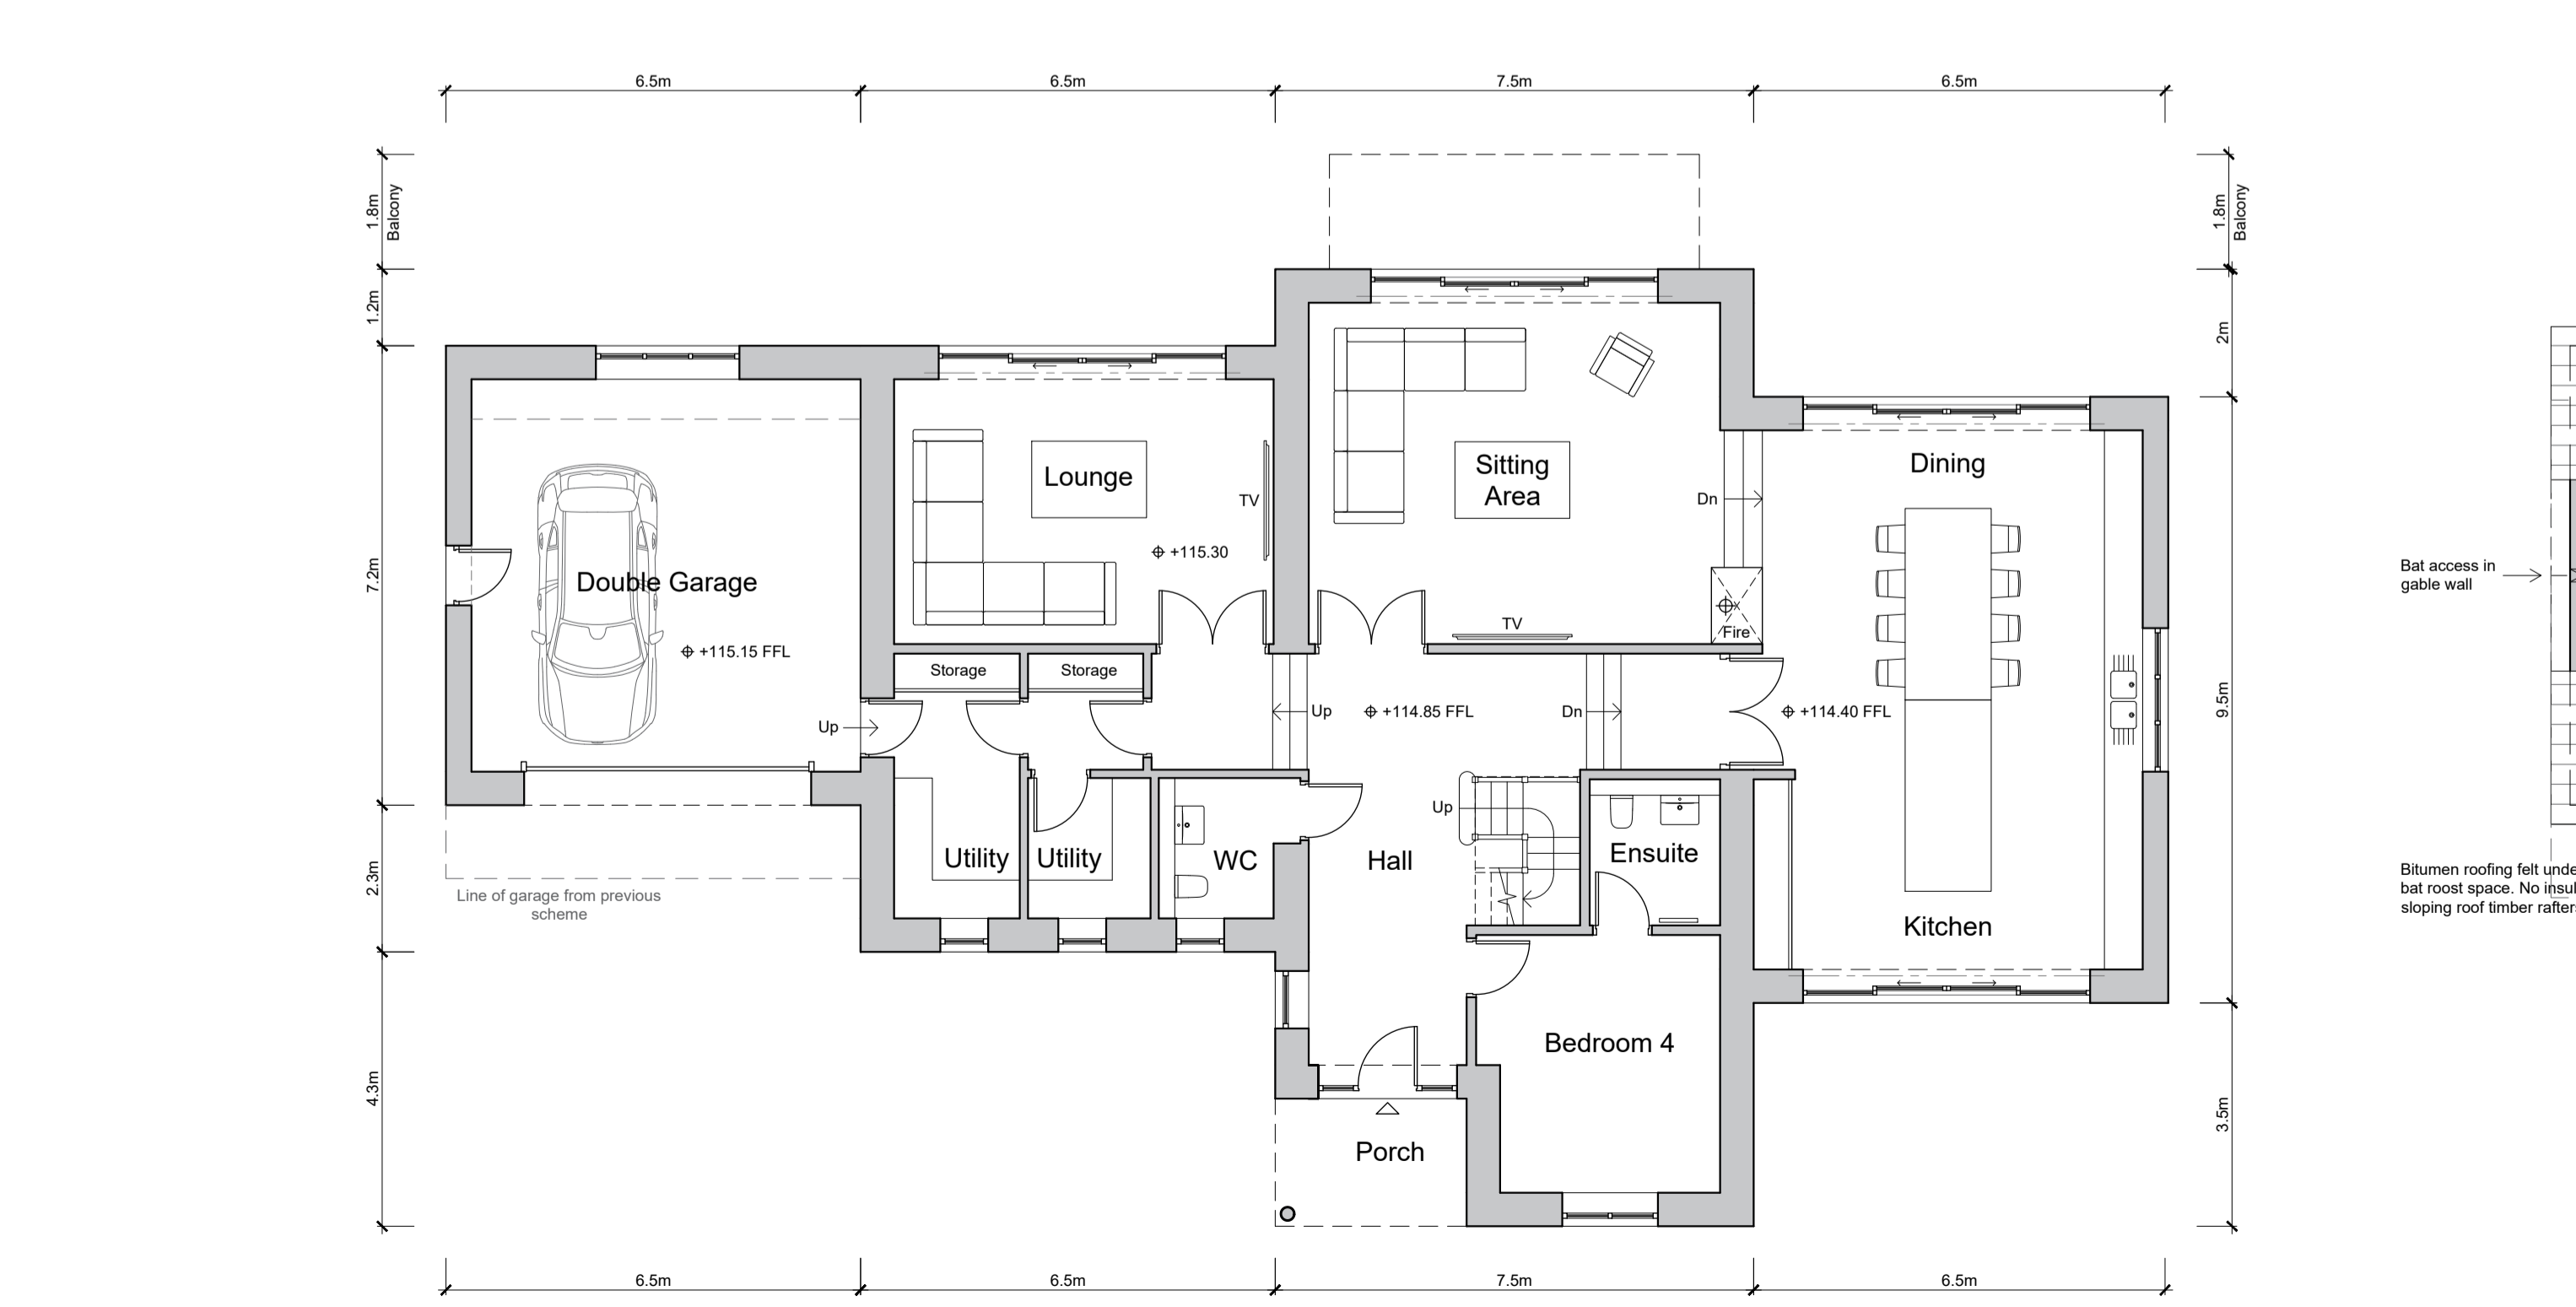 6.5m
6.5m
7.5m
6.5m
1.8m
Balcony
1.8m
Balcony
1.2m
2m
7.2m
9.5m
2.3m
4.3m
3.5m
Lounge
Sitting
Area
Dining
TV
Dn
+115.30
Double Garage
TV
Fire
+115.15 FFL
Storage
Storage
Up
Up
+114.85 FFL
Dn
+114.40 FFL
Up
Utility
Utility
WC
Hall
Ensuite
Kitchen
Line of garage from previous
scheme
Bedroom 4
Porch
Bat access in
gable wall
Bitumen roofing felt
bat roost space. No
sloping roof timber
6.5m
6.5m
7.5m
6.5m